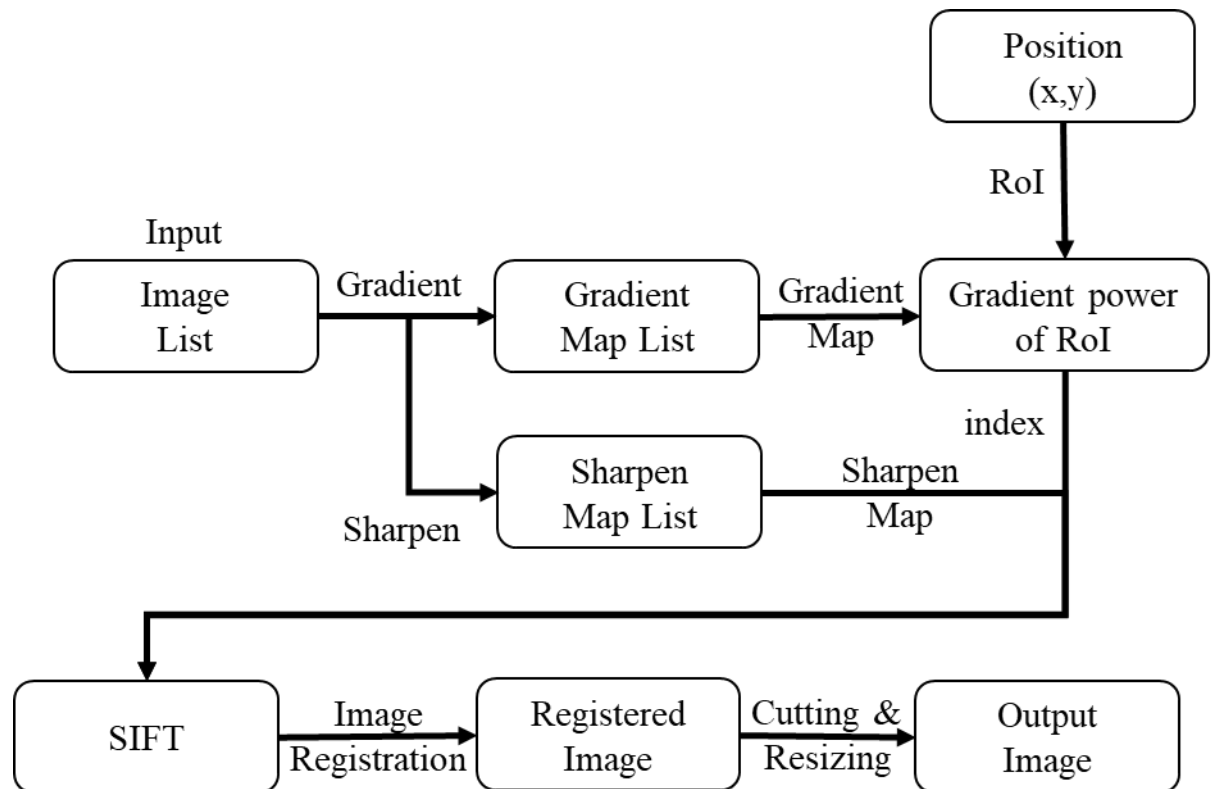 Position
(x,y)
RoI
Input
Image
List
Gradient
Gradient
Map List
Gradient
Map
Gradient power
of RoI
index
Sharpen
Sharpen
Map List
Sharpen
Map
SIFT
Image
Registration
Registered
Image
Cutting &
Resizing
Output
Image